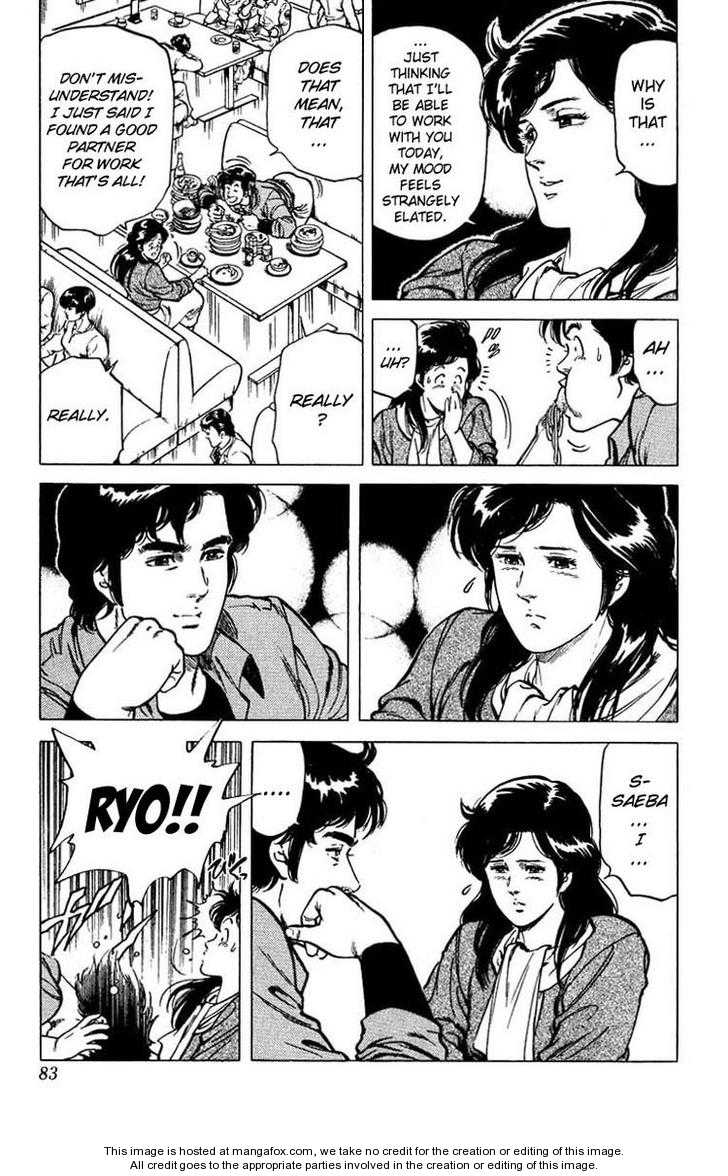 WHY
IS
THAT ...
...
JUST
THINKING
THAT I'LL
BE ABLE
TO WORK
WITH YOU
TODAY,
MY MOOD
FEELS
STRANGELY
ELATED.
DOES
THAT
MEAN,
THAT
...
DON'T MIS-
UNDERSTAND!
I JUST SAID I
FOUND A GOOD
PARTNER
FOR WORK
THAT'S ALL!
REALLY
?
REALLY.
AH
...
...
UH?
S-
SAEBA
...
I
...
.....
RYO!!
83
This image is hosted at mangafox.com, we take no credit for the creation or editing of this image.
All credit goes to the appropriate parties involved in the creation and editing of this image.